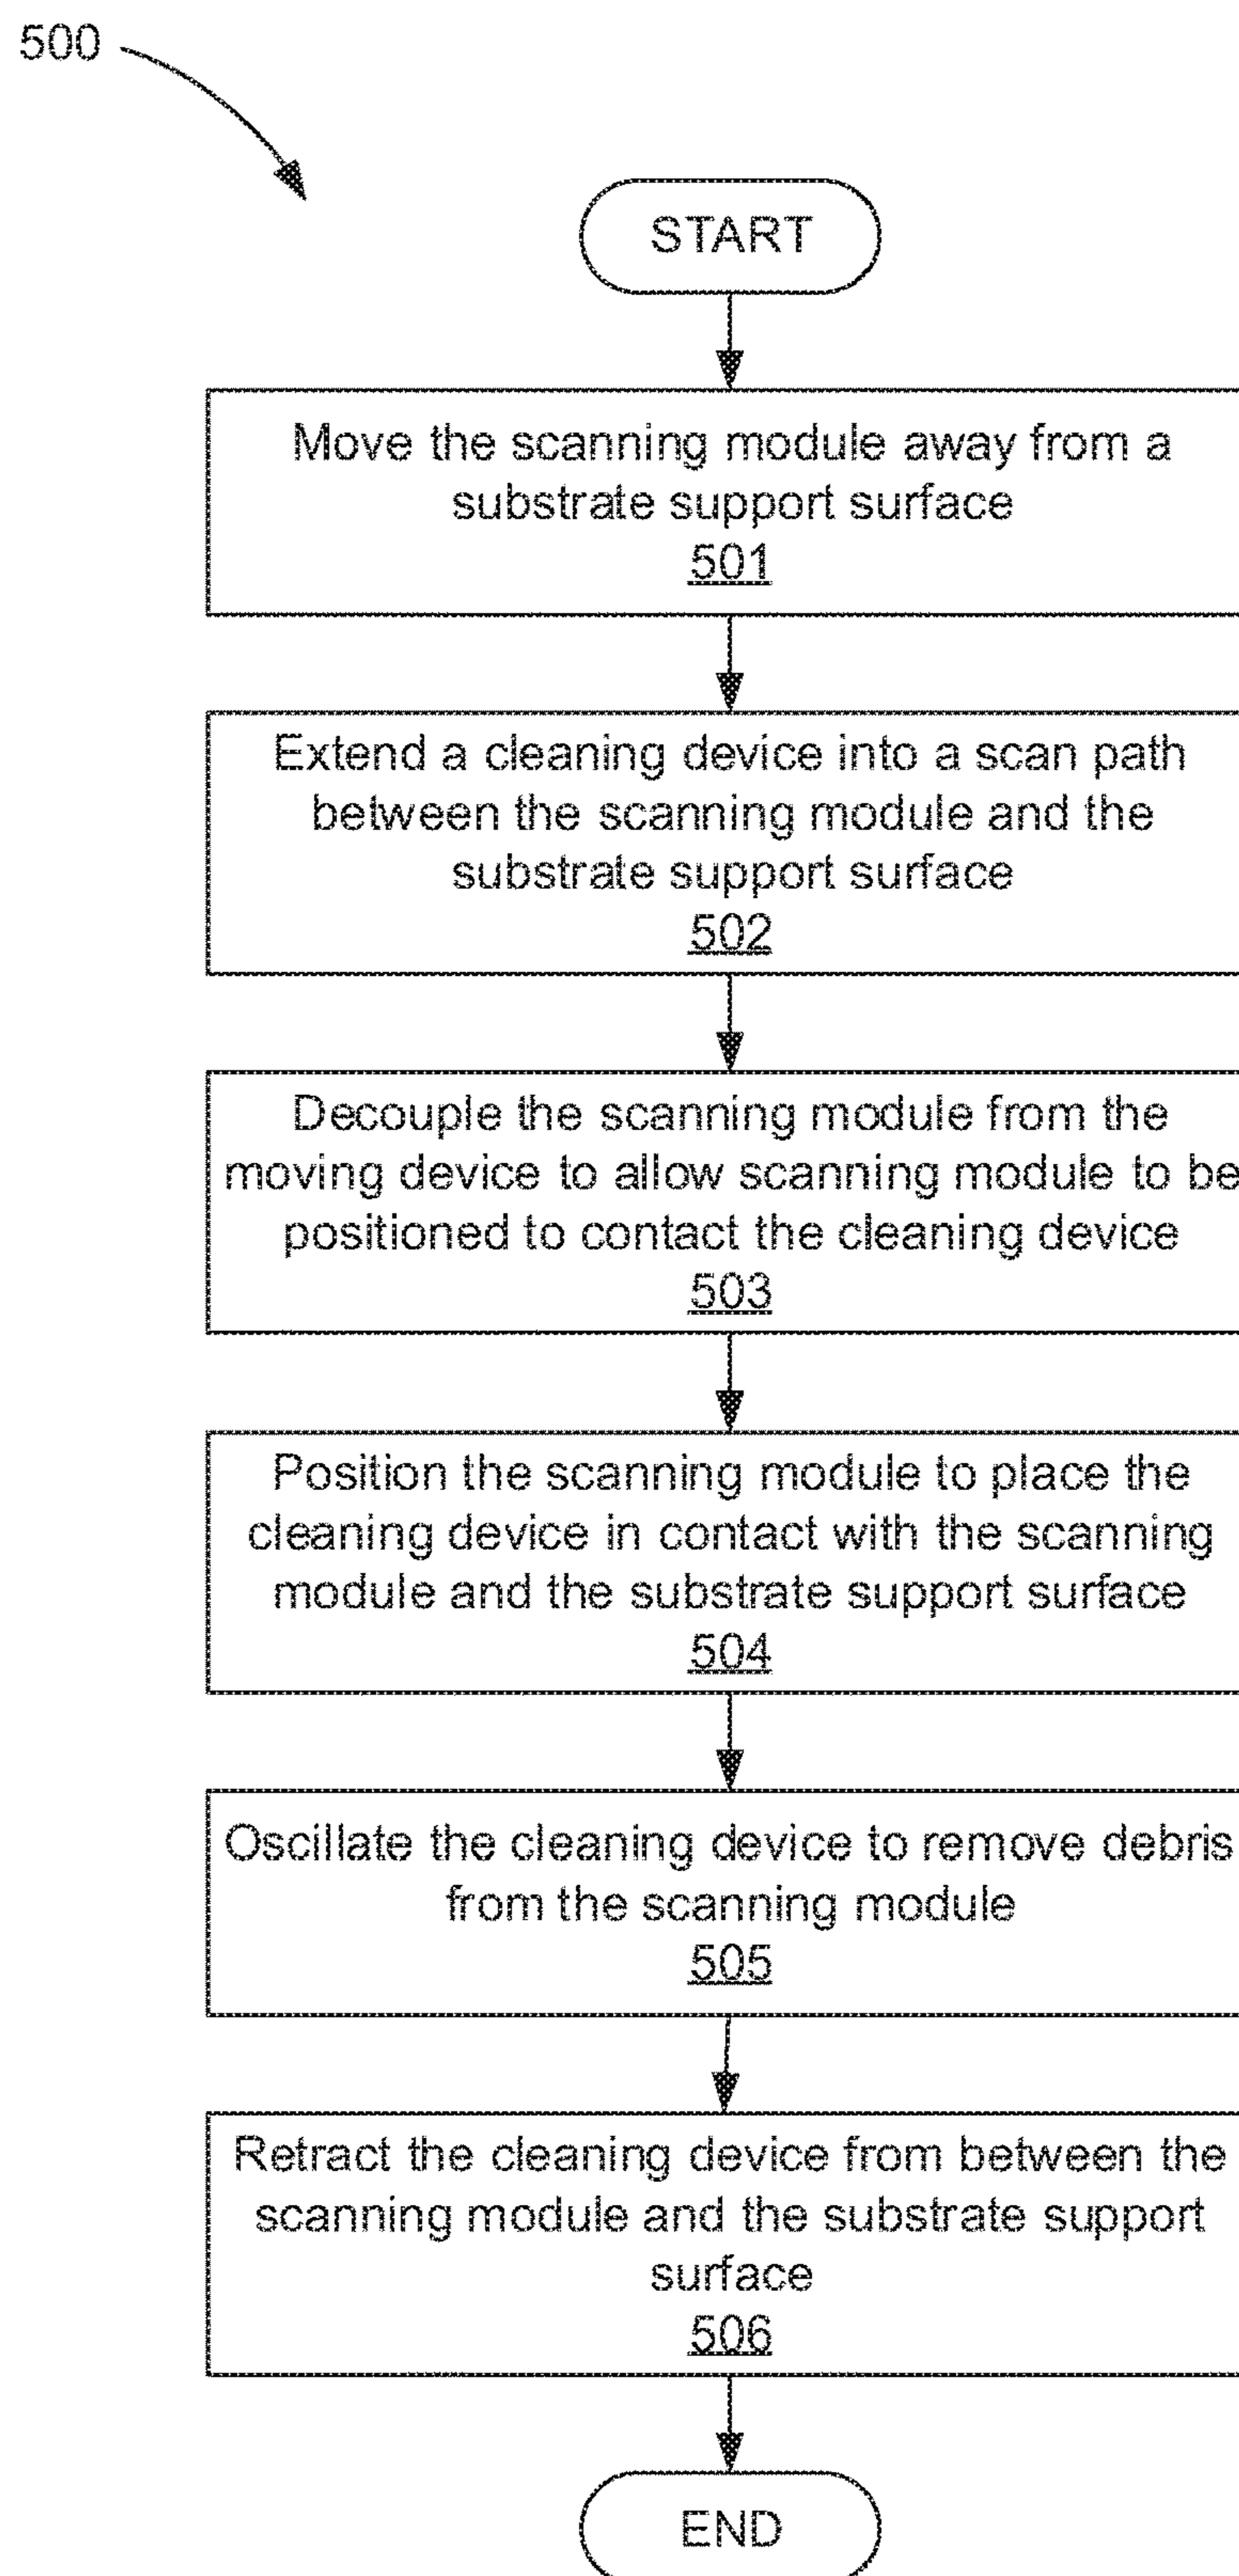 500
START
Move the scanning module away from a
substrate support surface
501
Extend a cleaning device into a scan path
between the scanning module and the
substrate support surface
502
Decouple the scanning module from the
moving device to allow scanning module to be
positioned to contact the cleaning device
503
Position the scanning module to place the
cleaning device in contact with the scanning
module and the substrate support surface
504
Oscillate the cleaning device to remove debris
from the scanning module
505
Retract the cleaning device from between the
scanning module and the substrate support
surface
506
END